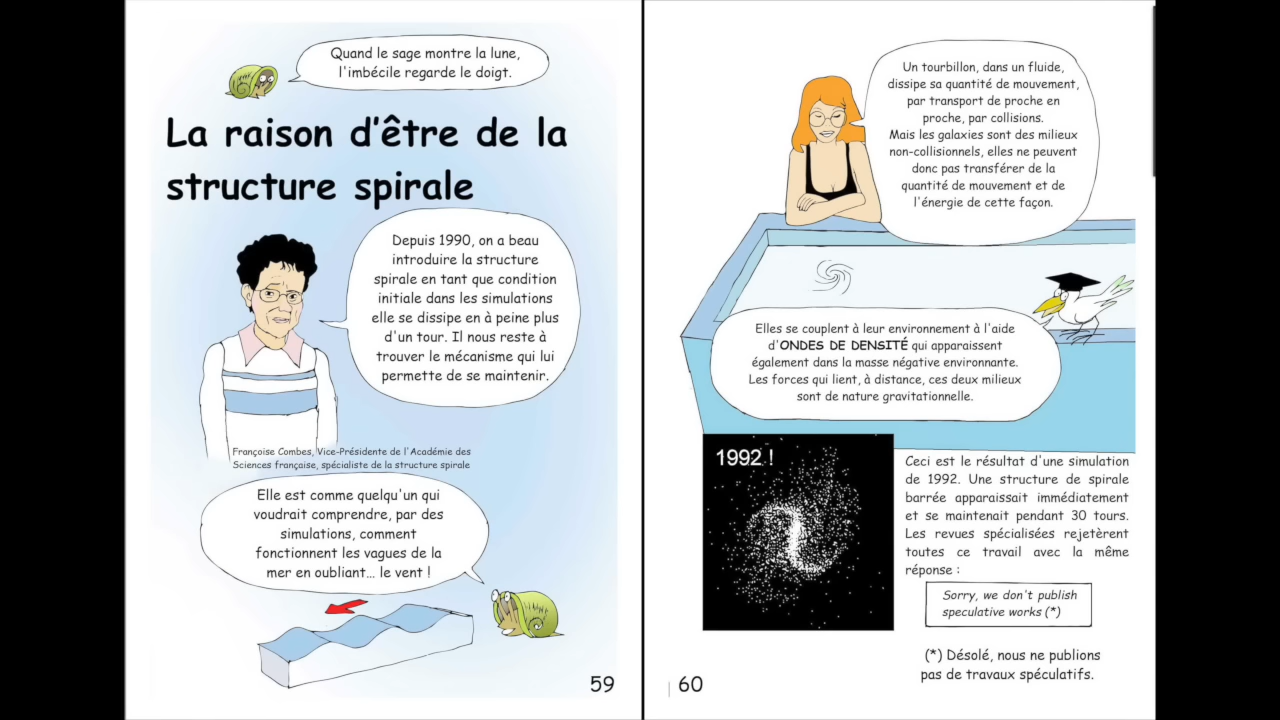 Quand le sage montre la lune,
l'imbécile regarde le doigt.
La raison d'être de la
structure spirale
Depuis 1990, on a beau
introduire la structure
spirale en tant que condition
initiale dans les simulations
elle se dissipe en à peine plus
d'un tour. Il nous reste à
trouver le mécanisme qui lui
permette de se maintenir.
Françoise Combes, Vice-Présidente de l'Académie des
Sciences française, spécialiste de la structure spirale
Elle est comme quelqu'un qui
voudrait comprendre, par des
simulations, comment
fonctionnent les vagues de la
mer en oubliant... le vent !
59
Un tourbillon, dans un fluide,
dissipe sa quantité de mouvement,
par transport de proche en
proche, par collisions.
Mais les galaxies sont des milieux
non-collisionnels, elles ne peuvent
donc pas transférer de la
quantité de mouvement et de
l'énergie de cette façon.
Elles se couplent à leur environnement à l'aide
d'ONDES DE DENSITÉ qui apparaissent
également dans la masse négative environnante.
Les forces qui lient, à distance, ces deux milieux
sont de nature gravitationnelle.
1992 !
Ceci est le résultat d'une simulation
de 1992. Une structure de spirale
barrée apparaissait immédiatement
et se maintenait pendant 30 tours.
Les revues spécialisées rejetèrent
toutes ce travail avec la même
réponse :
Sorry, we don't publish
speculative works (*)
(*) Désolé, nous ne publions
pas de travaux spéculatifs.
60